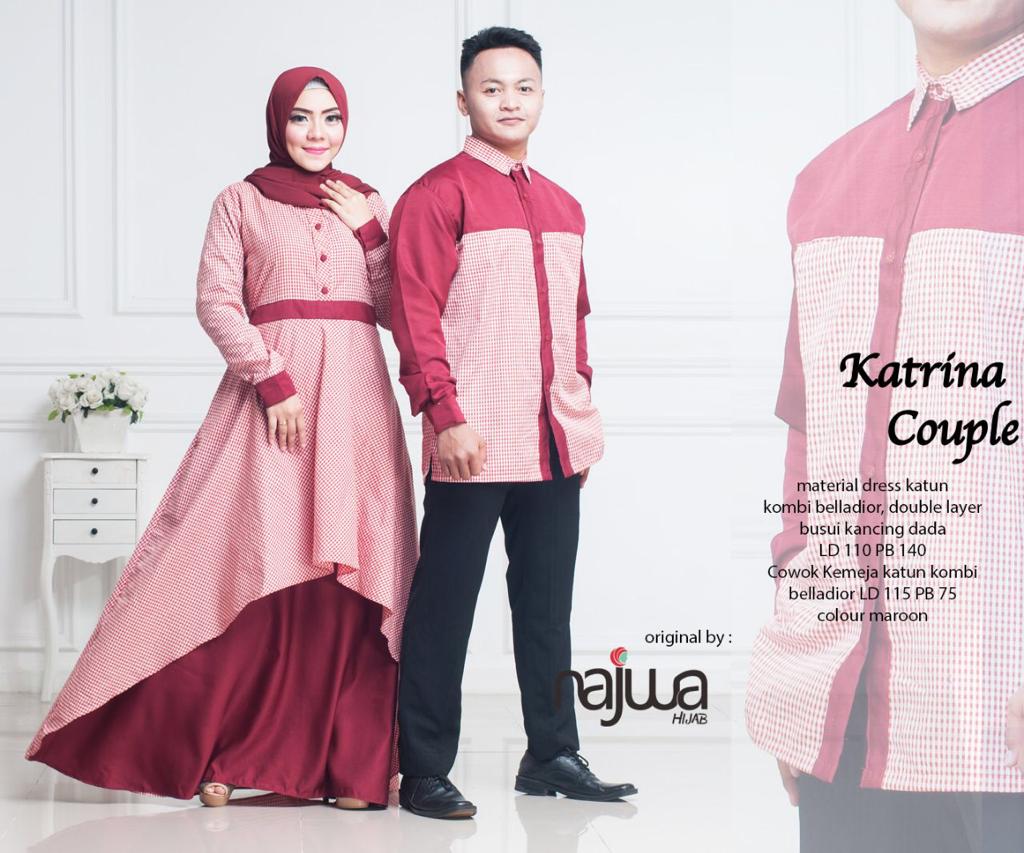 Katrina
Couple
material dress katun
kombi belladior, double layer
busui kancing dada
LD 110 PB 140
Cowok Kemeja katun kombi
belladior LD 115 PB 75
colour maroon
original by :
najwa
HIJAB